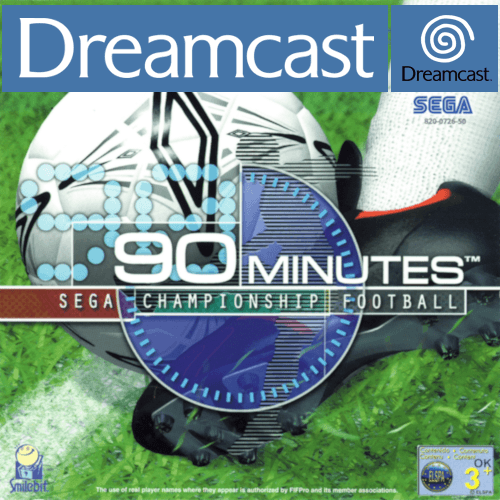 Dreamcast
Dreamcast
SEGA
820-0726-50
90 MINUTES™
SEGA CHAMPIONSHIP FOOTBALL
Smilebit
ELSPA
OK
3+
The use of real player names where they appear is authorized by FIFPro and its member associations.